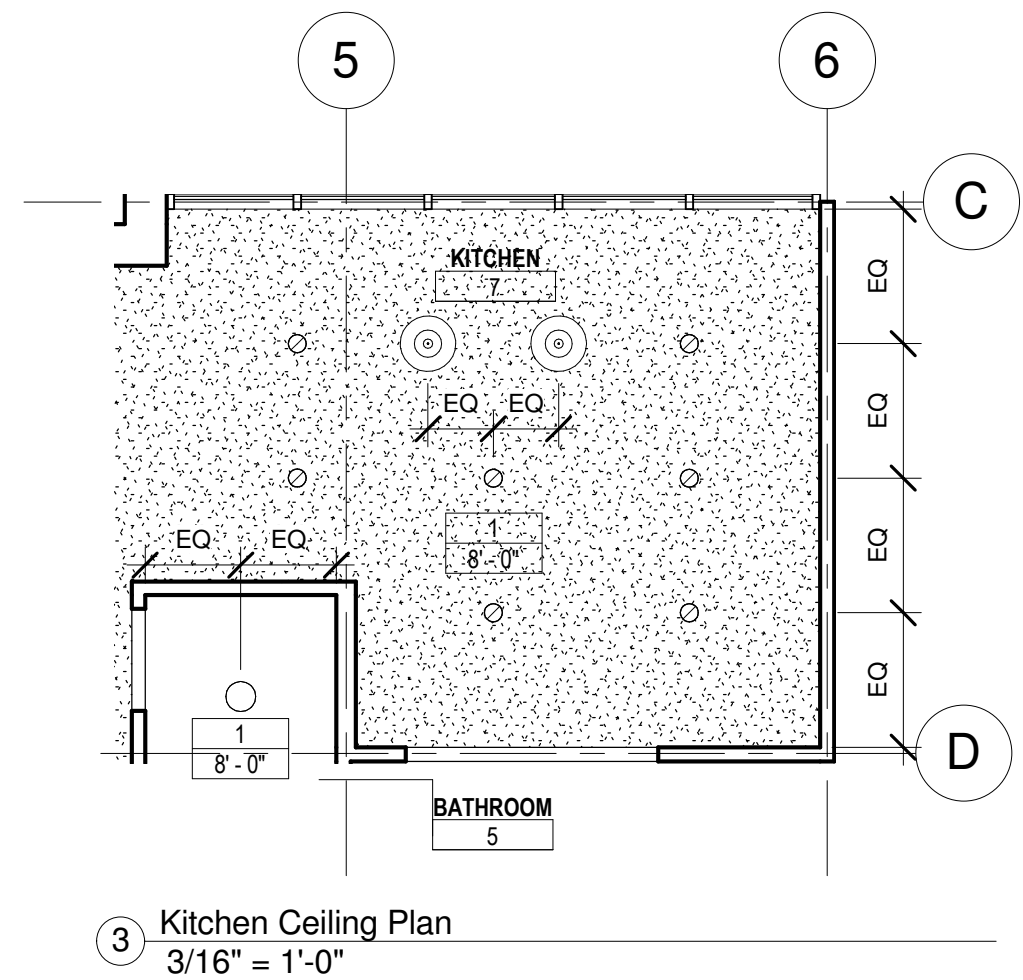 5
6
C
KITCHEN
7
EQ
EQ EQ
EQ
1
8' - 0"
EQ EQ
EQ
EQ
1
8' - 0"
D
BATHROOM
5
3
Kitchen Ceiling Plan
3/16" = 1'-0"